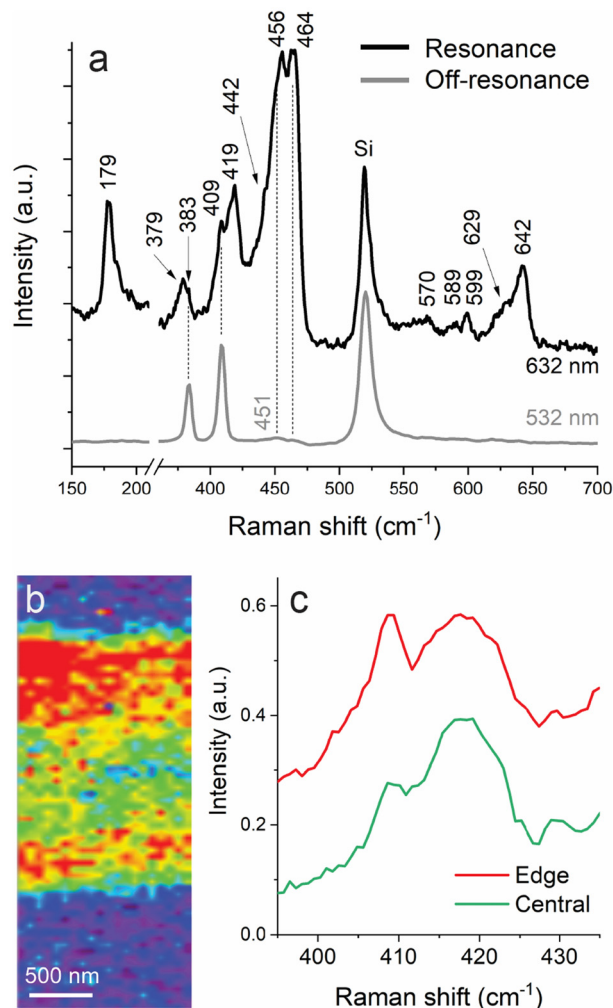 a
Resonance
Off-resonance
179
379
383
409
419
442
456
464
Si
570
589
599
629
642
451
632 nm
532 nm
Intensity (a.u.)
150
200
400
450
500
550
600
650
700
Raman shift (cm⁻¹)
b
500 nm
c
0.6
0.4
0.2
0.0
Intensity (a.u.)
Edge
Central
400
410
420
430
Raman shift (cm⁻¹)